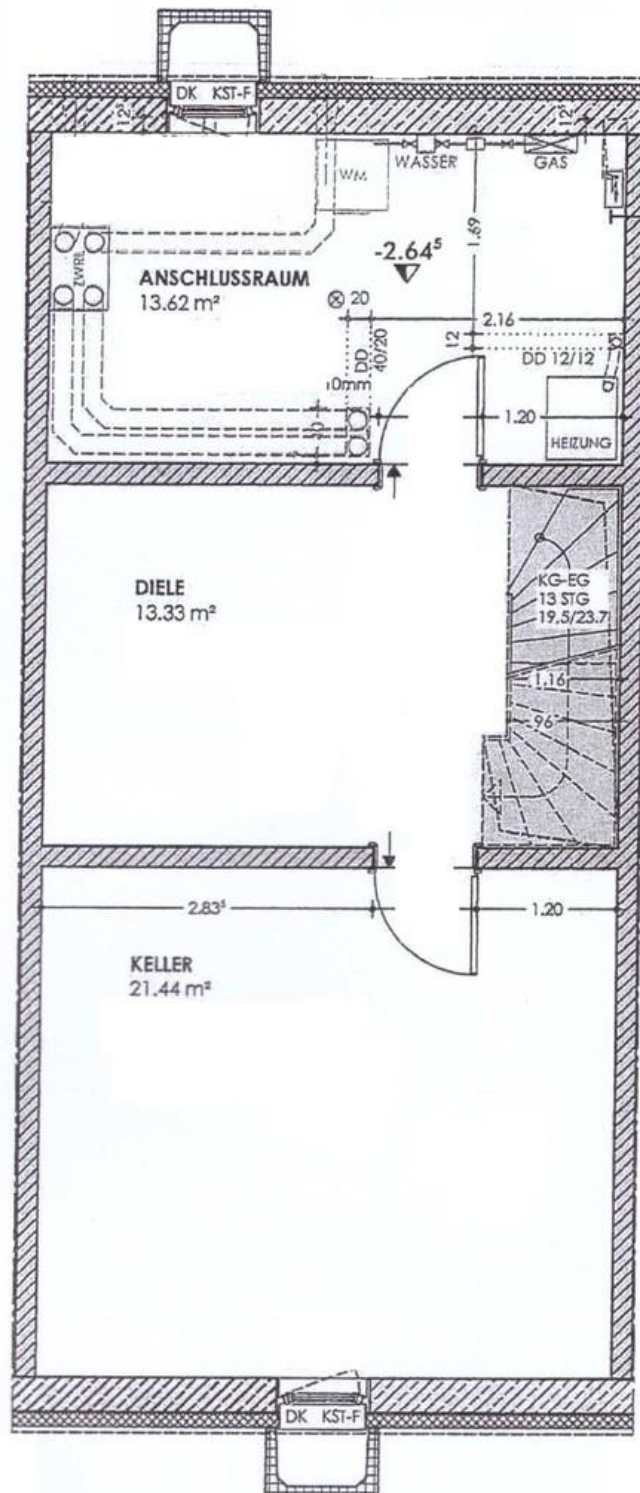 DK KST-F
12⁵
WM
WASSER
GAS
12⁵
1.69
-2.64⁵
ZWRL
ANSCHLUSSRAUM
13.62 m²
20
2.16
DD
40/20
12
DD 12/12
10mm
1.20
HEIZUNG
DIELE
13.33 m²
KG-EG
13 STG
19.5/23.7
1.16
96
2.83⁵
1.20
KELLER
21.44 m²
DK KST-F